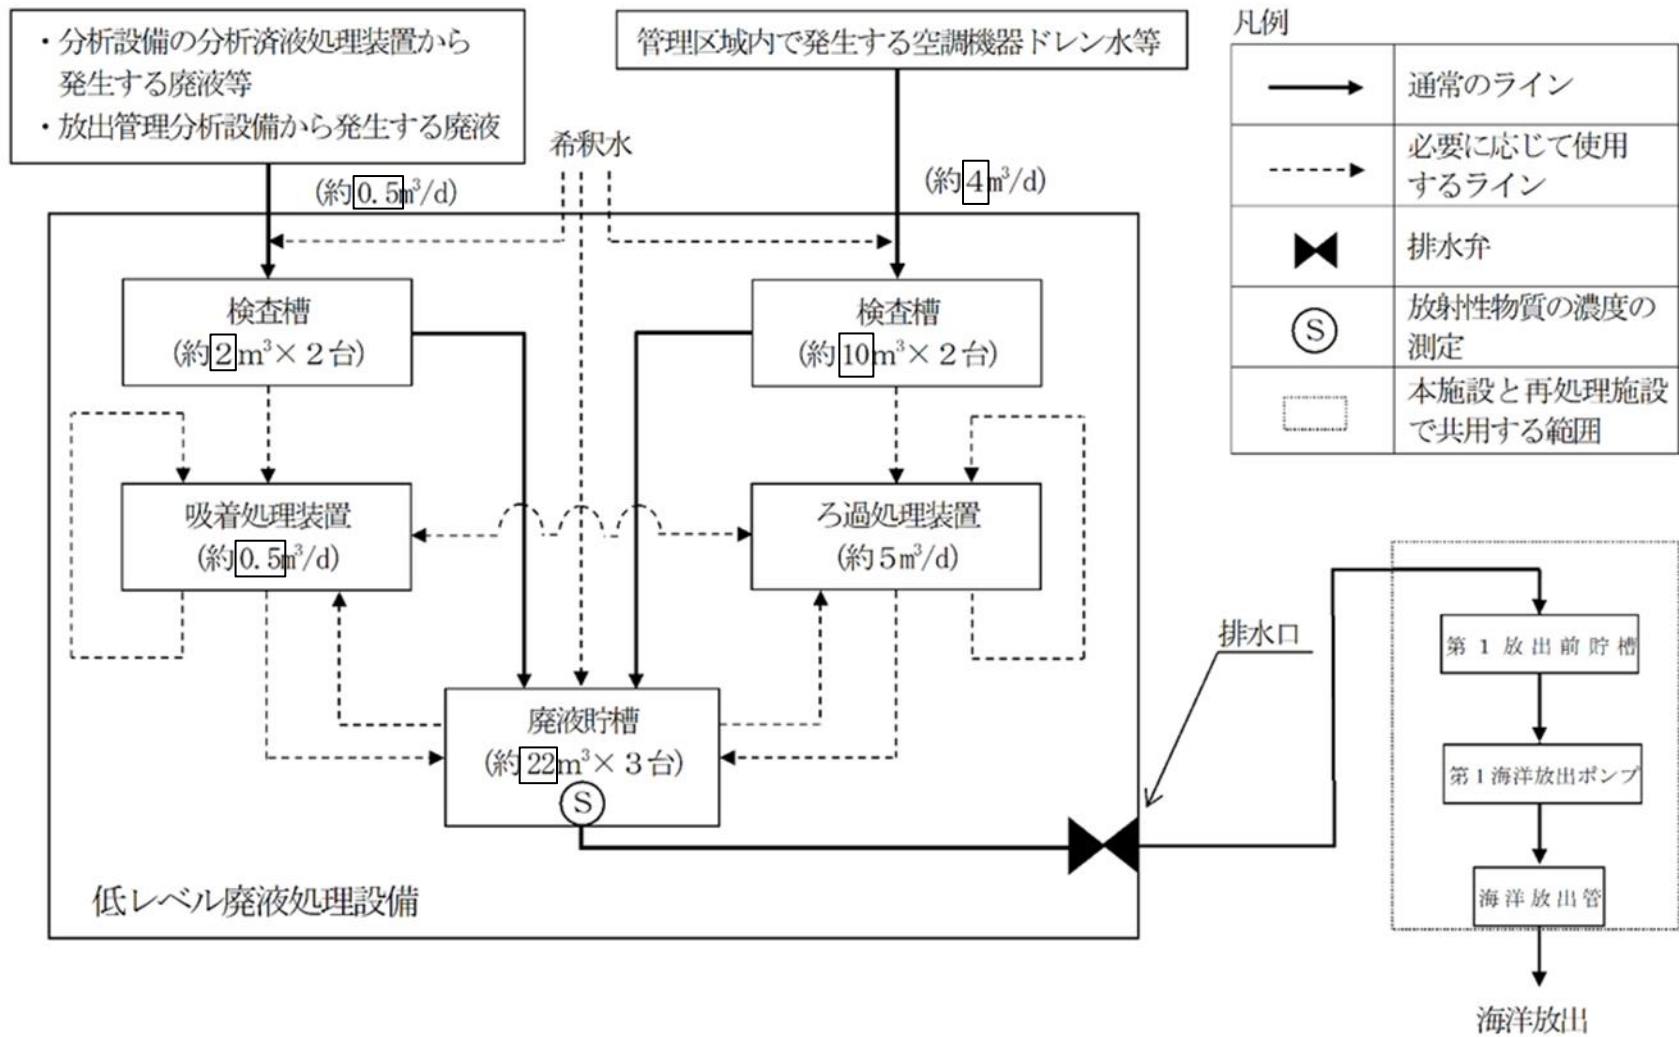 ・分析設備の分析済液処理装置から
発生する廃液等
・放出管理分析設備から発生する廃液
管理区域内で発生する空調機器ドレン水等
希釈水
(約0.5m³/d)
(約4m³/d)
検査槽
(約2m³×2台)
検査槽
(約10m³×2台)
吸着処理装置
(約0.5m³/d)
ろ過処理装置
(約5m³/d)
廃液貯槽
(約22m³×3台)
S
低レベル廃液処理設備
排水口
第1放出前貯槽
第1海洋放出ポンプ
海洋放出管
海洋放出
凡例
通常のライン
必要に応じて使用
するライン
排水弁
S
放射性物質の濃度の
測定
本施設と再処理施設
で共用する範囲